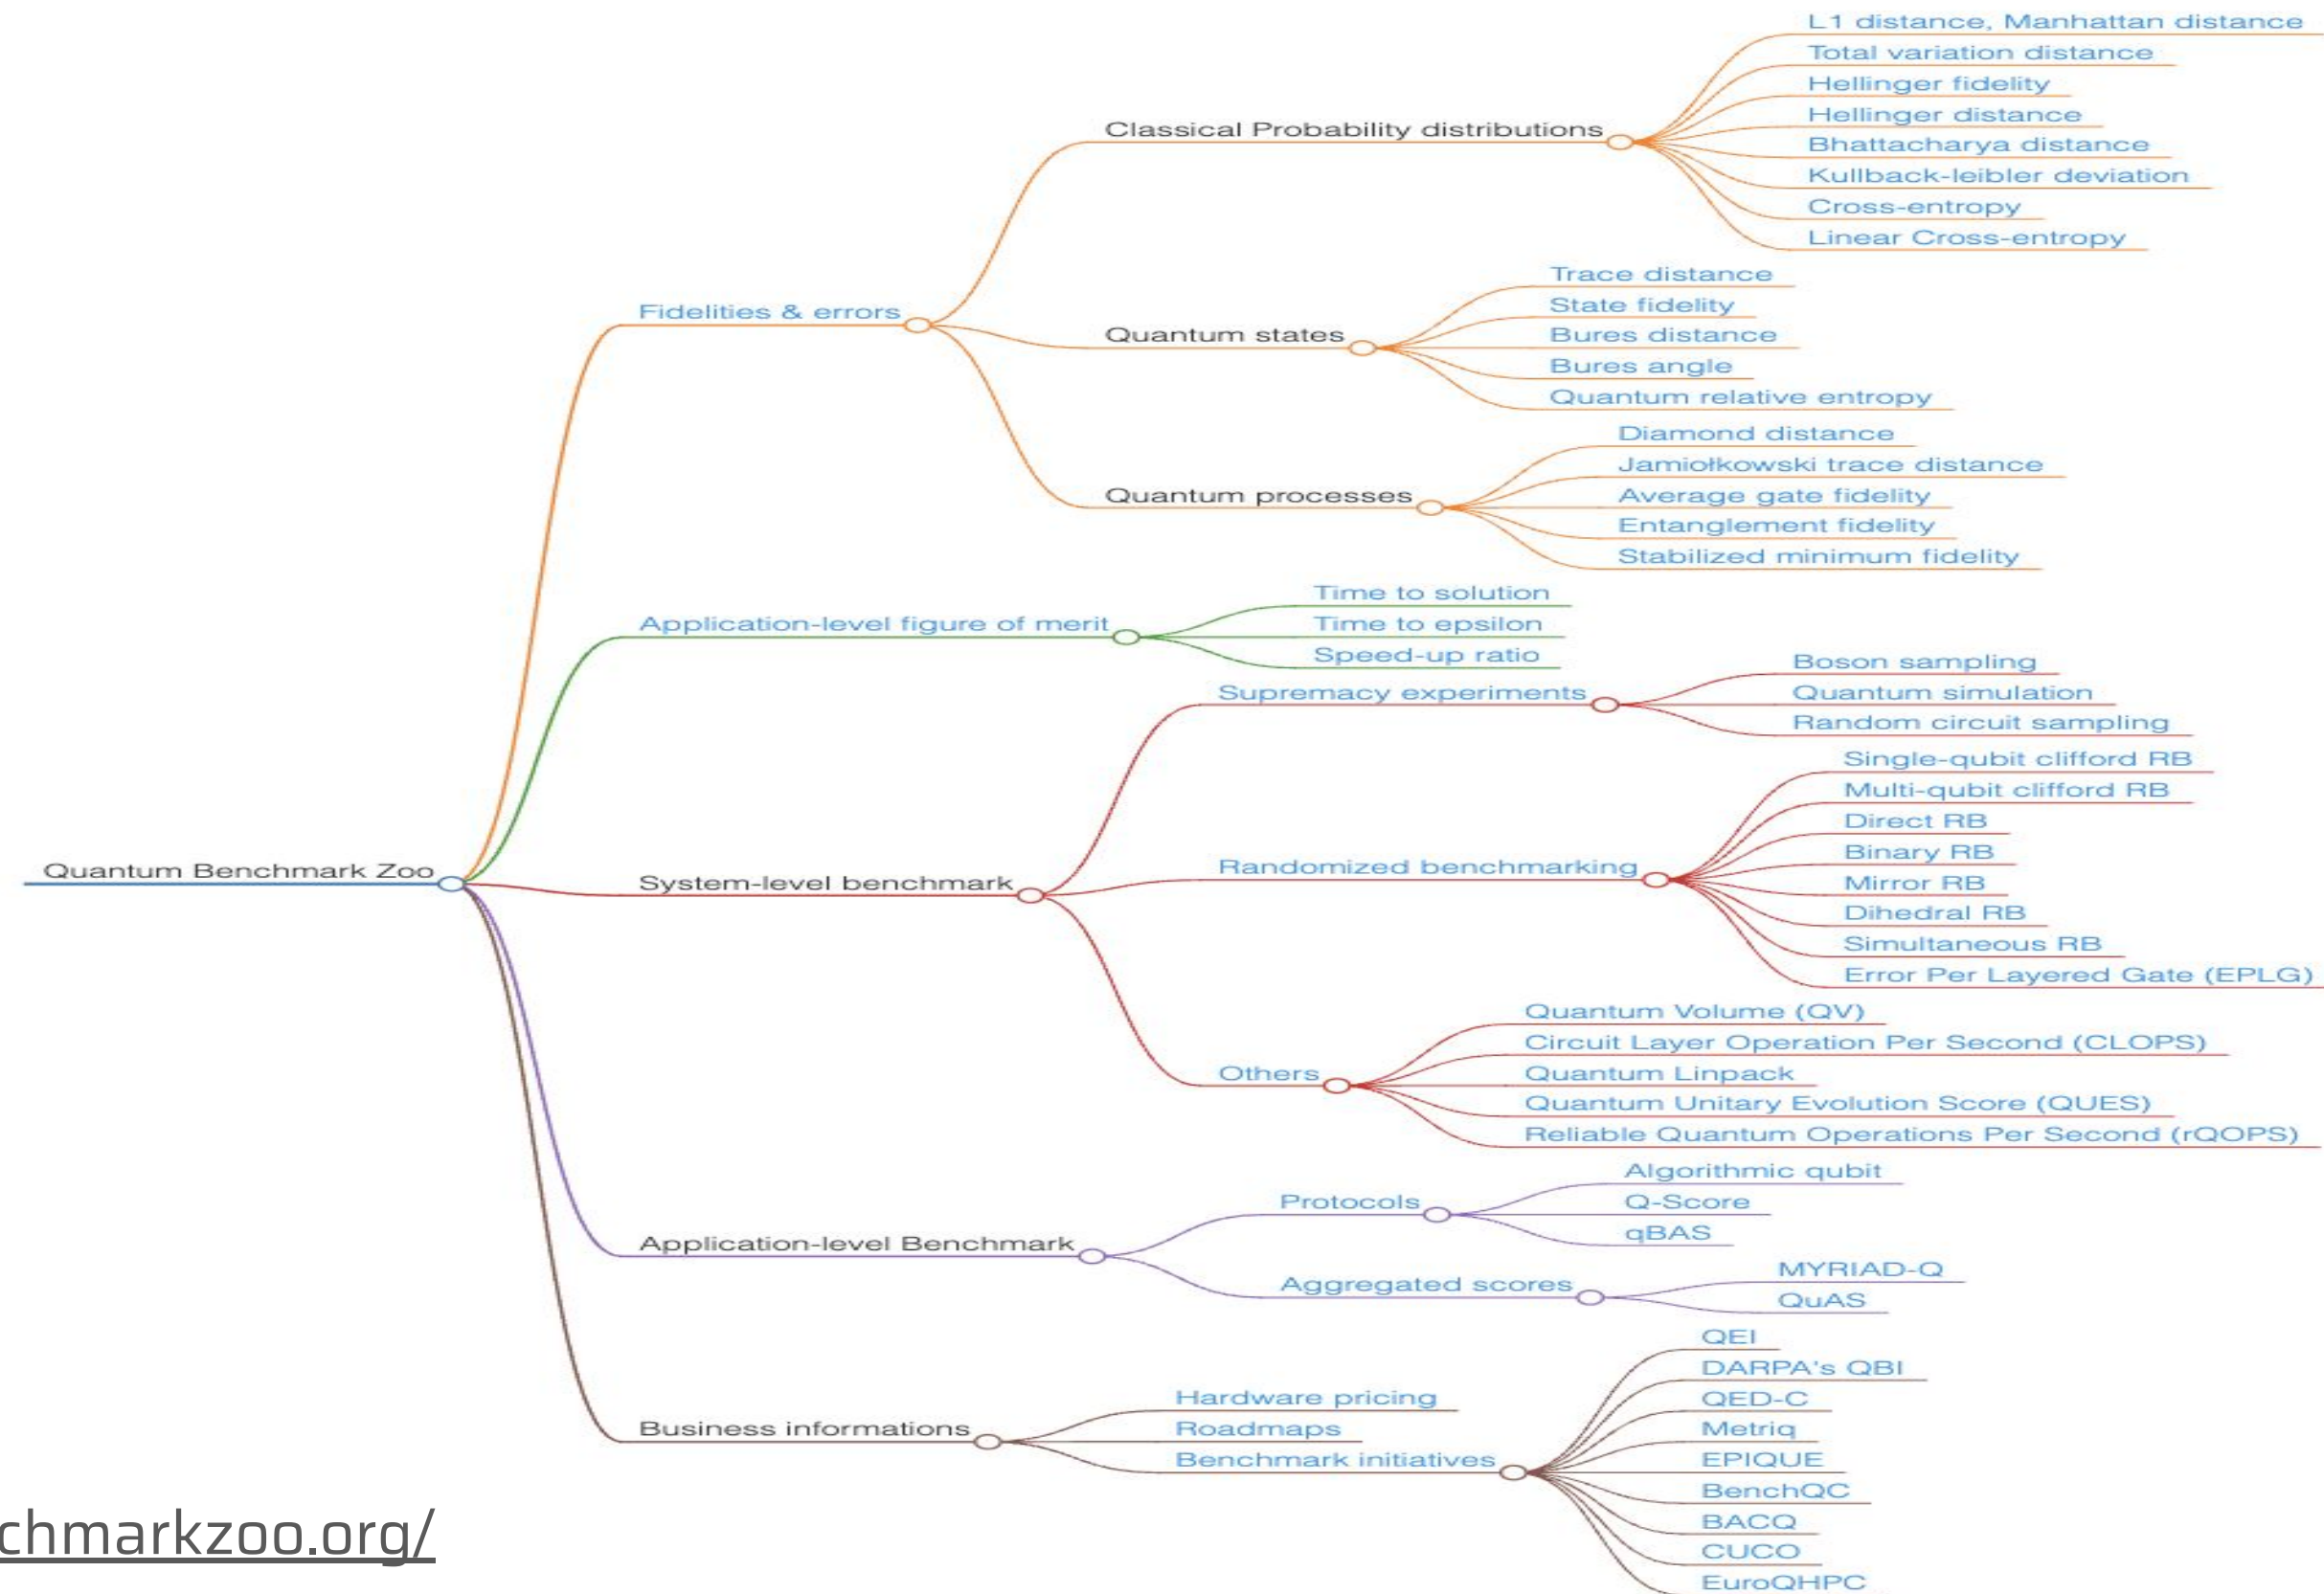 Quantum Benchmark Zoo
Fidelities & errors
Classical Probability distributions
L1 distance, Manhattan distance
Total variation distance
Hellinger fidelity
Hellinger distance
Bhattacharya distance
Kullback-leibler deviation
Cross-entropy
Linear Cross-entropy
Quantum states
Trace distance
State fidelity
Bures distance
Bures angle
Quantum relative entropy
Quantum processes
Diamond distance
Jamiołkowski trace distance
Average gate fidelity
Entanglement fidelity
Stabilized minimum fidelity
Application-level figure of merit
Time to solution
Time to epsilon
Speed-up ratio
System-level benchmark
Supremacy experiments
Boson sampling
Quantum simulation
Random circuit sampling
Randomized benchmarking
Single-qubit clifford RB
Multi-qubit clifford RB
Direct RB
Binary RB
Mirror RB
Dihedral RB
Simultaneous RB
Error Per Layered Gate (EPLG)
Others
Quantum Volume (QV)
Circuit Layer Operation Per Second (CLOPS)
Quantum Linpack
Quantum Unitary Evolution Score (QUES)
Reliable Quantum Operations Per Second (rQOPS)
Application-level Benchmark
Protocols
Algorithmic qubit
Q-Score
qBAS
Aggregated scores
MYRIAD-Q
QuAS
Business informations
Hardware pricing
Roadmaps
Benchmark initiatives
QEI
DARPA's QBI
QED-C
Metriq
EPIQUE
BenchQC
BACQ
CUCO
EuroQHPC
chmarkzoo.org/